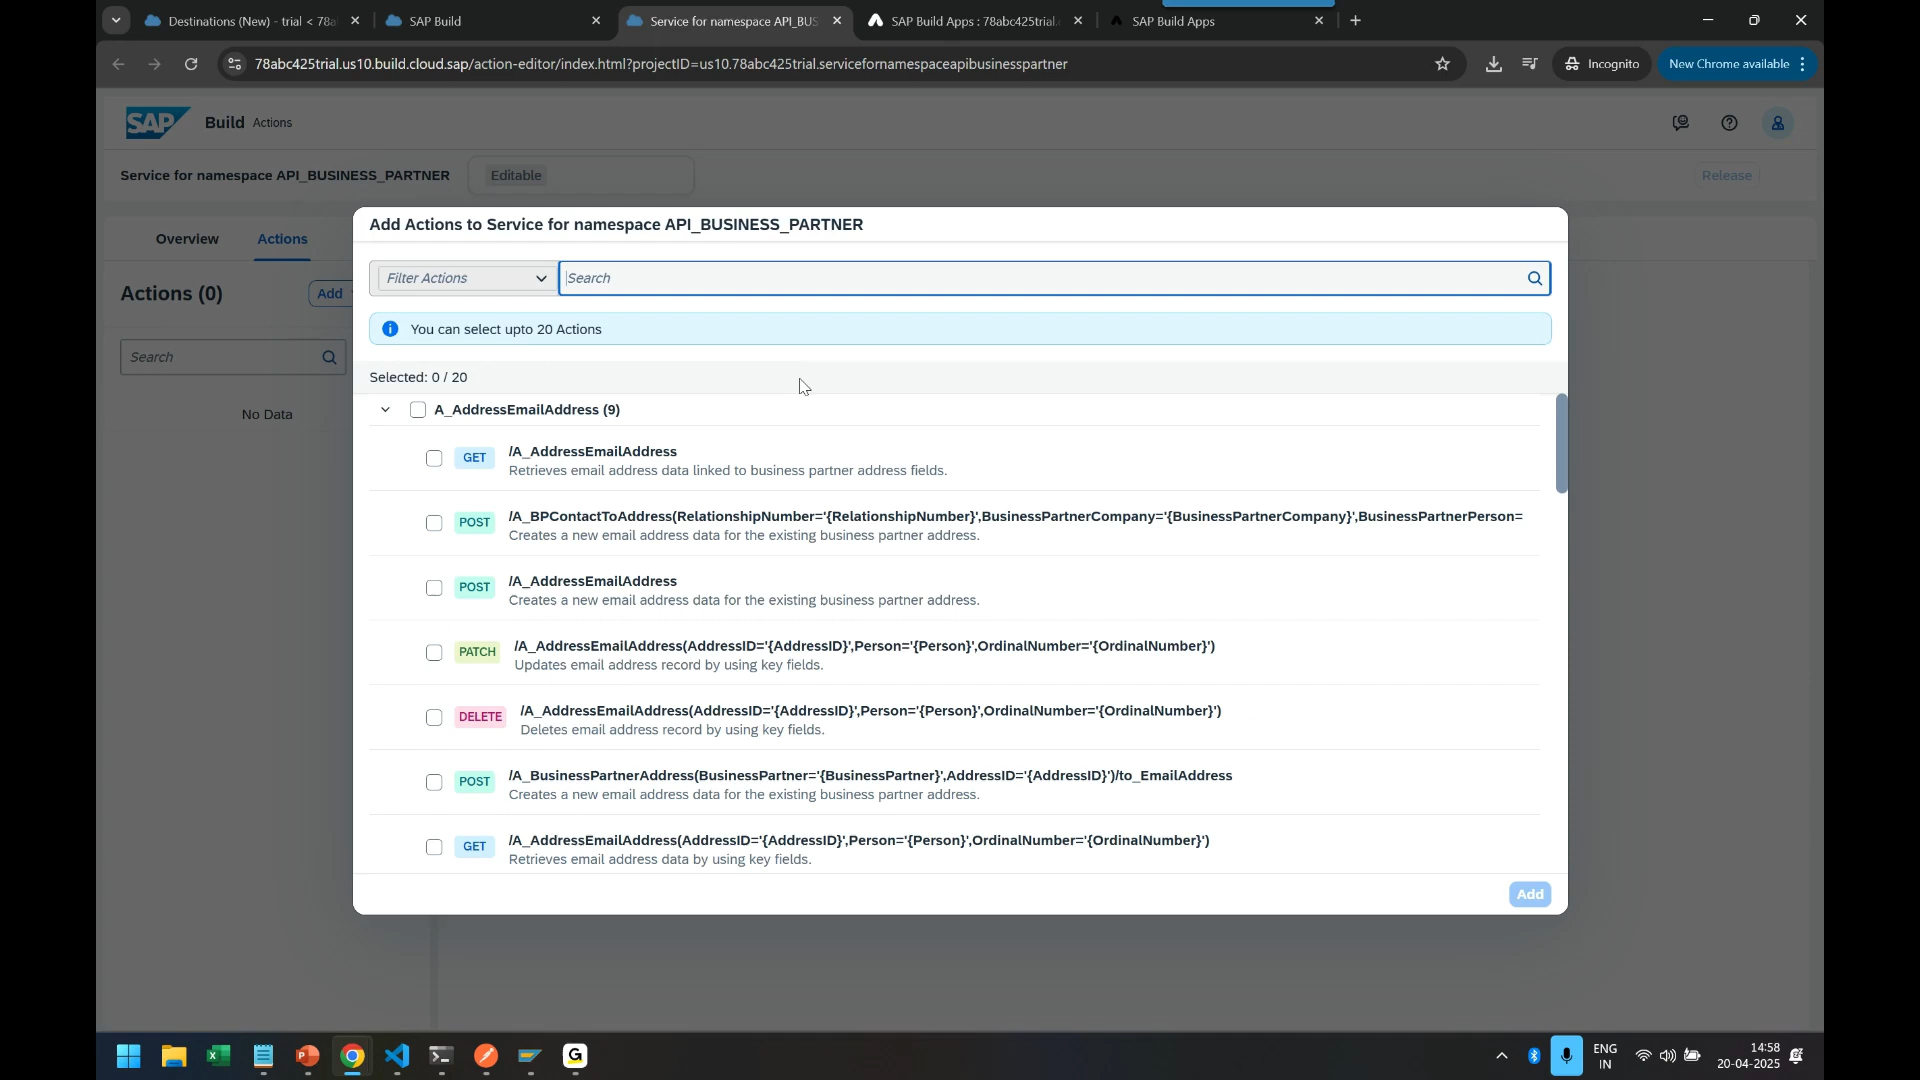 Destinations (New) - trial < 78a
SAP Build
Service for namespace API_BUS
SAP Build Apps : 78abc425trial.
SAP Build Apps
78abc425trial.us10.build.cloud.sap/action-editor/index.html?projectID=us10.78abc425trial.servicefornamespaceapibusinesspartner
Incognito
New Chrome available
SAP
Build
Actions
Service for namespace API_BUSINESS_PARTNER
Editable
Release
Overview
Actions
Actions (0)
Add
Search
No Data
Add Actions to Service for namespace API_BUSINESS_PARTNER
Filter Actions
Search
You can select upto 20 Actions
Selected: 0 / 20
A_AddressEmailAddress (9)
GET
/A_AddressEmailAddress
Retrieves email address data linked to business partner address fields.
POST
/A_BPContactToAddress(RelationshipNumber='{RelationshipNumber}',BusinessPartnerCompany='{BusinessPartnerCompany}',BusinessPartnerPerson=
Creates a new email address data for the existing business partner address.
POST
/A_AddressEmailAddress
Creates a new email address data for the existing business partner address.
PATCH
/A_AddressEmailAddress(AddressID='{AddressID}',Person='{Person}',OrdinalNumber='{OrdinalNumber}')
Updates email address record by using key fields.
DELETE
/A_AddressEmailAddress(AddressID='{AddressID}',Person='{Person}',OrdinalNumber='{OrdinalNumber}')
Deletes email address record by using key fields.
POST
/A_BusinessPartnerAddress(BusinessPartner='{BusinessPartner}',AddressID='{AddressID}')/to_EmailAddress
Creates a new email address data for the existing business partner address.
GET
/A_AddressEmailAddress(AddressID='{AddressID}',Person='{Person}',OrdinalNumber='{OrdinalNumber}')
Retrieves email address data by using key fields.
Add
ENG
IN
14:58
20-04-2025